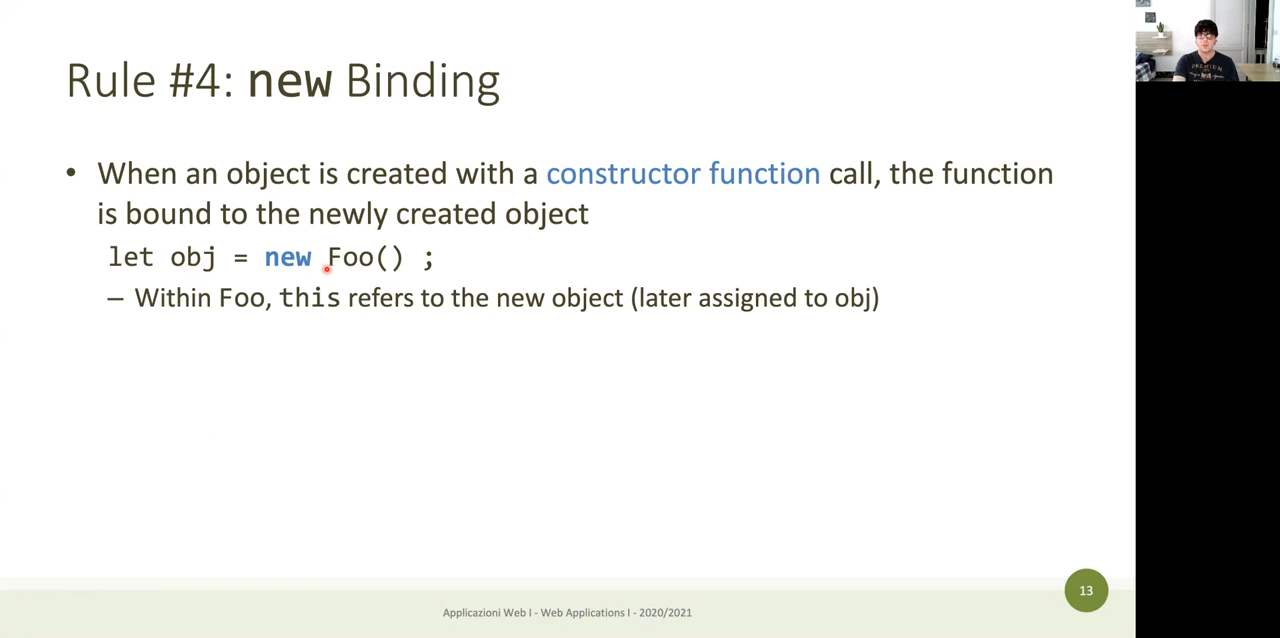 Rule #4: new Binding
• When an object is created with a constructor function call, the function
is bound to the newly created object
let obj = new Foo() ;
– Within Foo, this refers to the new object (later assigned to obj)
13
Applicazioni Web I - Web Applications I - 2020/2021